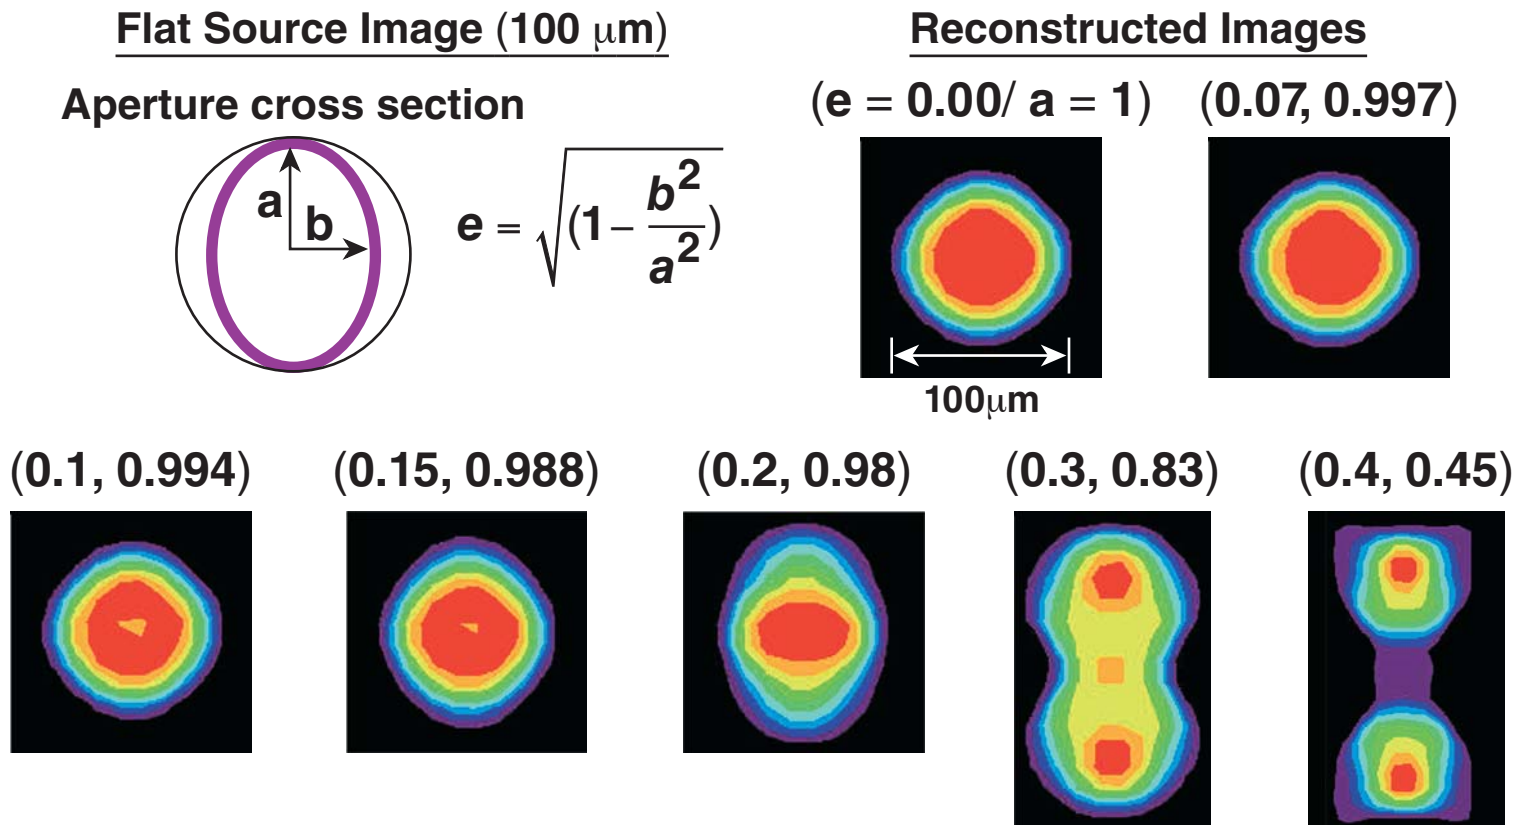 Flat Source Image (100 μm)
Reconstructed Images
Aperture cross section
(e = 0.00/ a = 1)
(0.07, 0.997)
a
b
e = √(1 – b²/a²)
100μm
(0.1, 0.994)
(0.15, 0.988)
(0.2, 0.98)
(0.3, 0.83)
(0.4, 0.45)